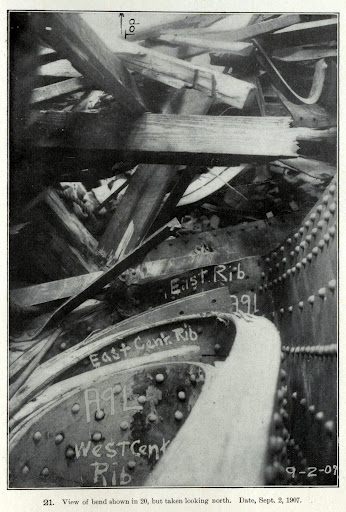 East Rib
A9L
East Cent. Rib
A9L
West Cent
Rib
9-2-07
21. View of bend shown in 20, but taken looking north. Date, Sept. 2, 1907.